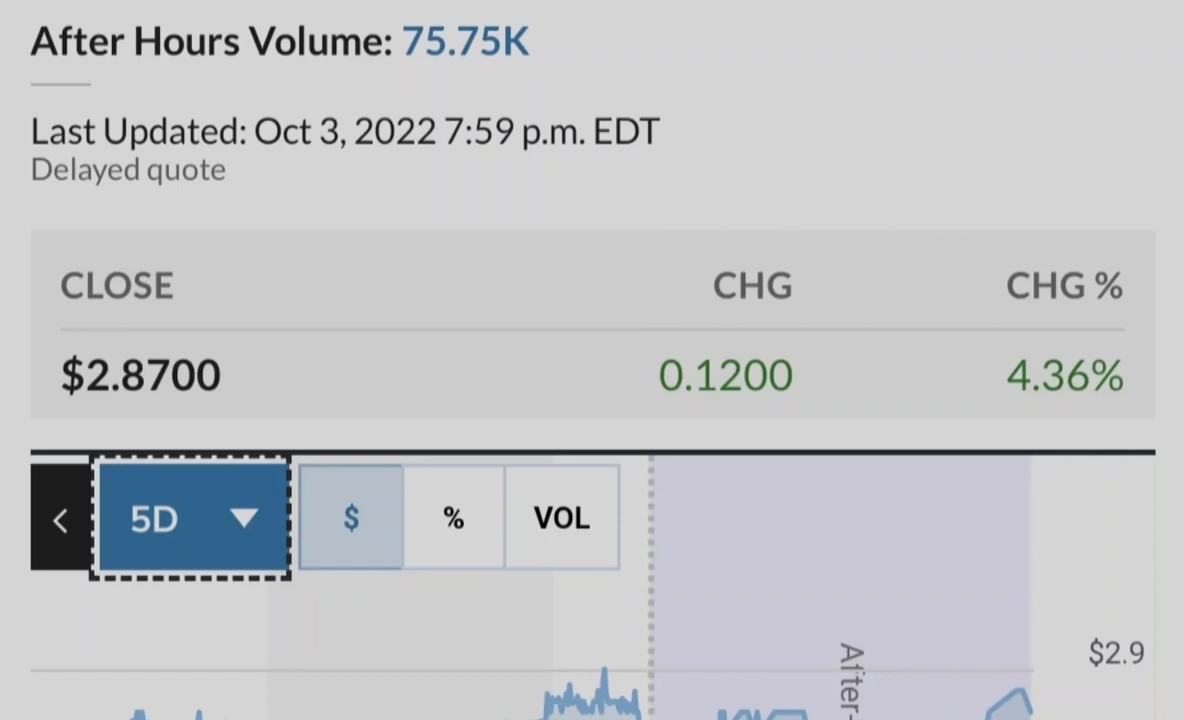 After Hours Volume: 75.75K
Last Updated: Oct 3, 2022 7:59 p.m. EDT
Delayed quote
CLOSE CHG CHG %
$2.8700 0.1200 4.36%
5D $ % VOL
$2.9
After-